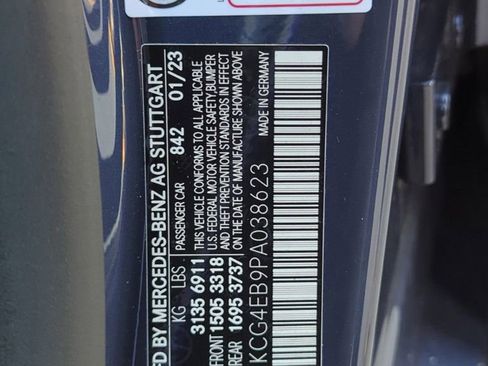 FD BY MERCEDES-BENZ AG STUTTGART
PASSENGER CAR 842 01/23
KG LBS
3135 6911
FRONT 1505 3318
REAR 1695 3737
THIS VEHICLE CONFORMS TO ALL APPLICABLE
FEDERAL MOTOR VEHICLE SAFETY, BUMPER
AND THEFT PREVENTION STANDARDS IN EFFECT
ON THE DATE OF MANUFACTURE SHOWN ABOVE
KCG4EB9PA038623
MADE IN GERMANY